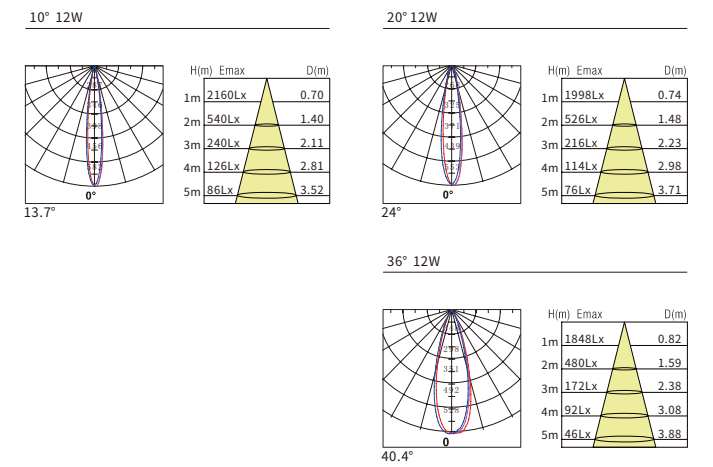 10° 12W
H(m) Emax D(m)
1m 2160Lx 0.70
2m 540Lx 1.40
3m 240Lx 2.11
4m 126Lx 2.81
5m 86Lx 3.52
0°
13.7°
20° 12W
H(m) Emax D(m)
1m 1998Lx 0.74
2m 526Lx 1.48
3m 216Lx 2.23
4m 114Lx 2.98
5m 76Lx 3.71
0°
24°
36° 12W
H(m) Emax D(m)
1m 1848Lx 0.82
2m 480Lx 1.59
3m 172Lx 2.38
4m 92Lx 3.08
5m 46Lx 3.88
298
351
492
528
0
40.4°